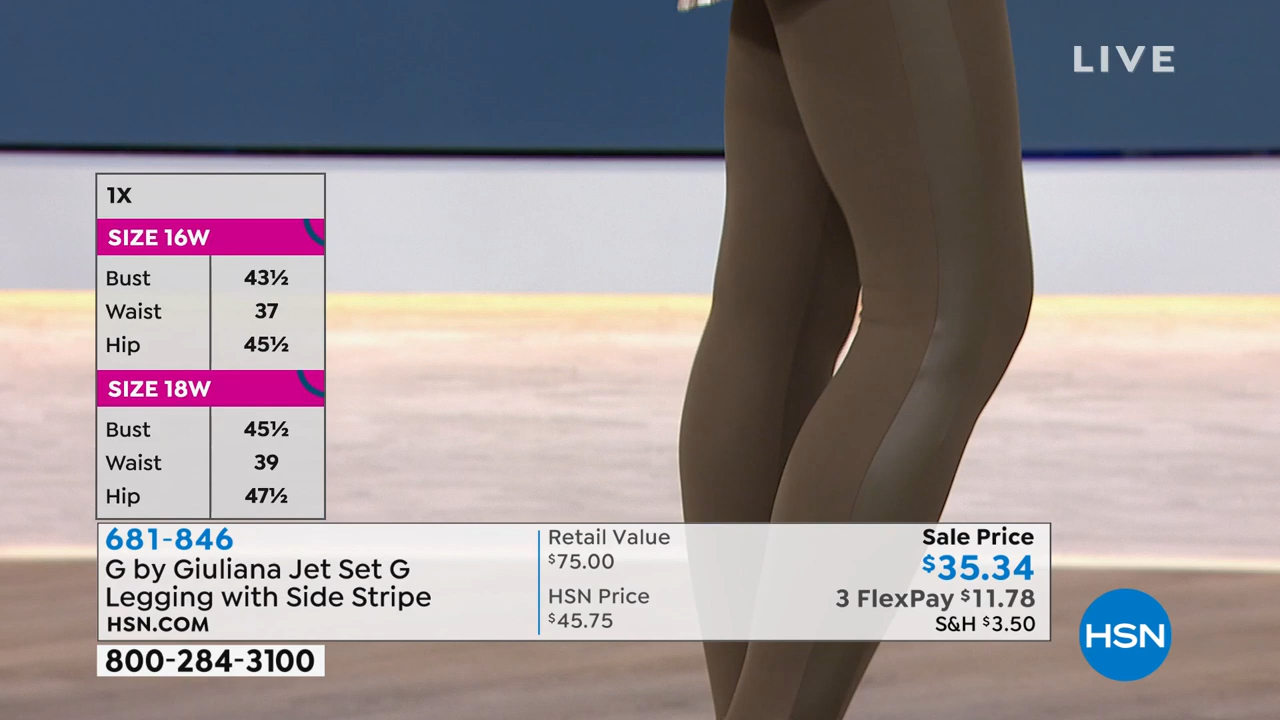 LIVE
1X
SIZE 16W
Bust 43½
Waist 37
Hip 45½
SIZE 18W
Bust 45½
Waist 39
Hip 47½
681-846
G by Giuliana Jet Set G
Legging with Side Stripe
HSN.COM
Retail Value
$75.00
HSN Price
$45.75
Sale Price
$35.34
3 FlexPay $11.78
S&H $3.50
800-284-3100
HSN